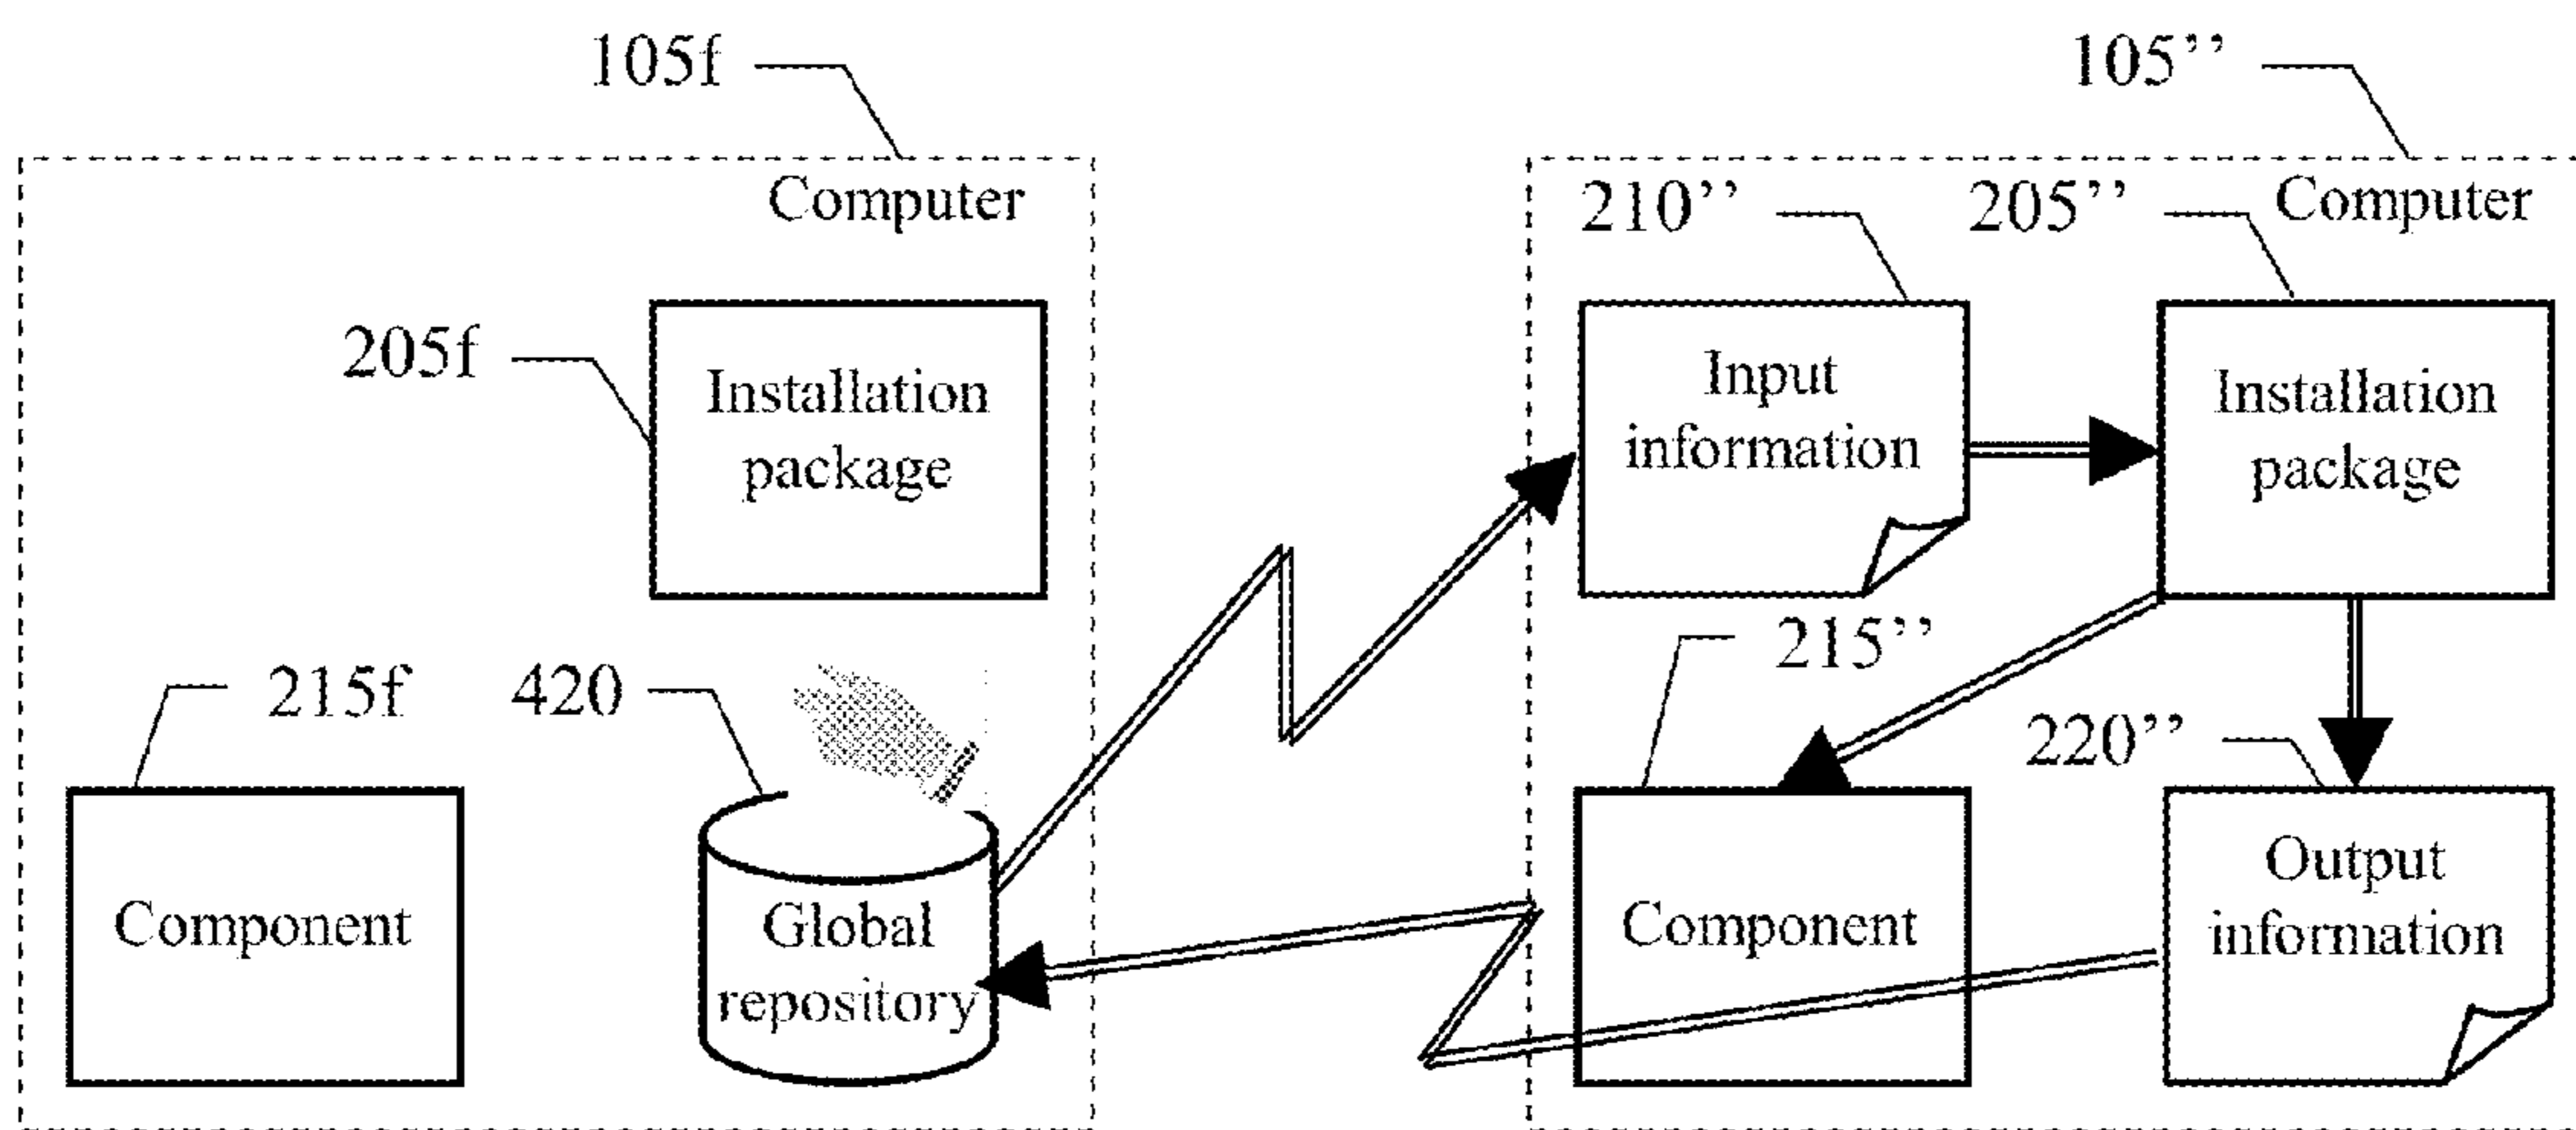 105f
105’’
Computer
210’’
205’’
Computer
205f
Installation
package
Input
information
Installation
package
215f
420
215’’
220’’
Component
Global
repository
Component
Output
information